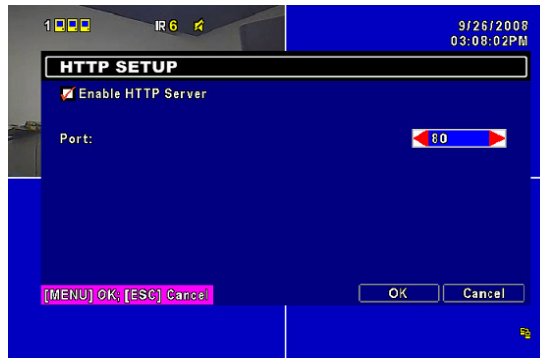 1 IR 6 9/26/2008
03:08:02PM
HTTP SETUP
Enable HTTP Server
Port: 80
[MENU] OK; [ESC] Cancel OK Cancel